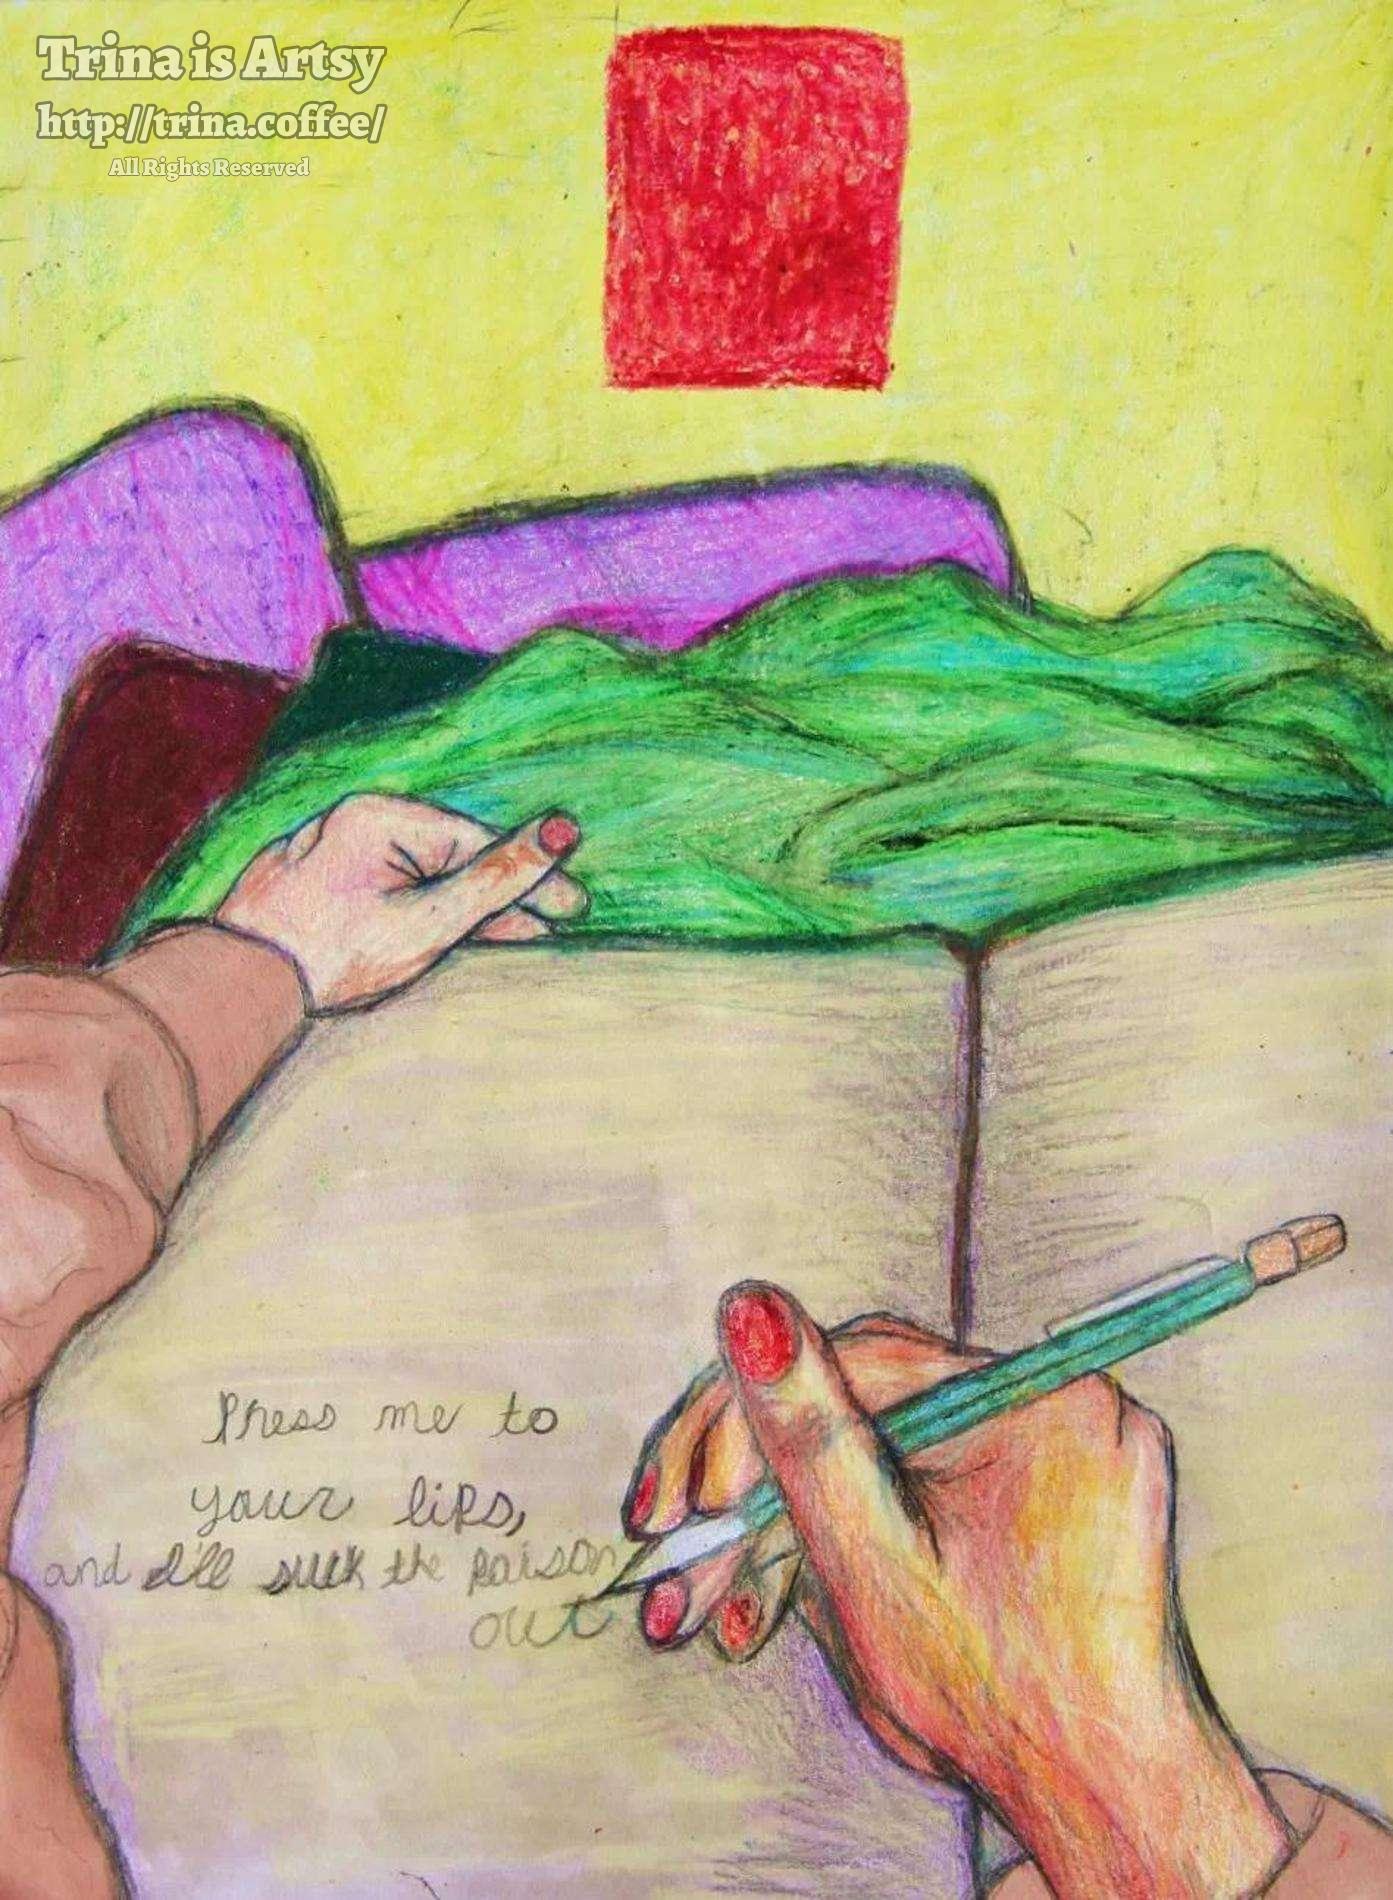 Trina is Artsy
http://trina.coffee/
All Rights Reserved
Press me to
your lips,
and I'll suck the poison
out